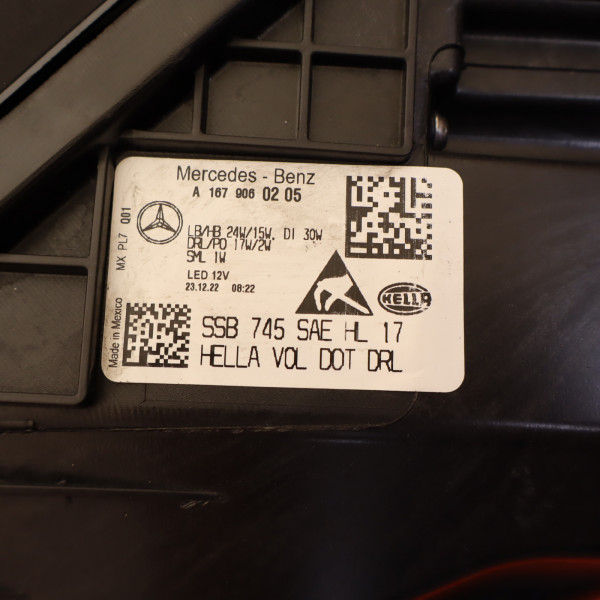 Mercedes - Benz
A 167 906 02 05
LB/HB 24W/15W, DI 30W
DRL/PO 17W/2W
SML 1W
LED 12V
23.12.22 08:22
HELLA
SSB 745 SAE HL 17
HELLA VOL DOT DRL
MX PL7 Q01
Made in Mexico